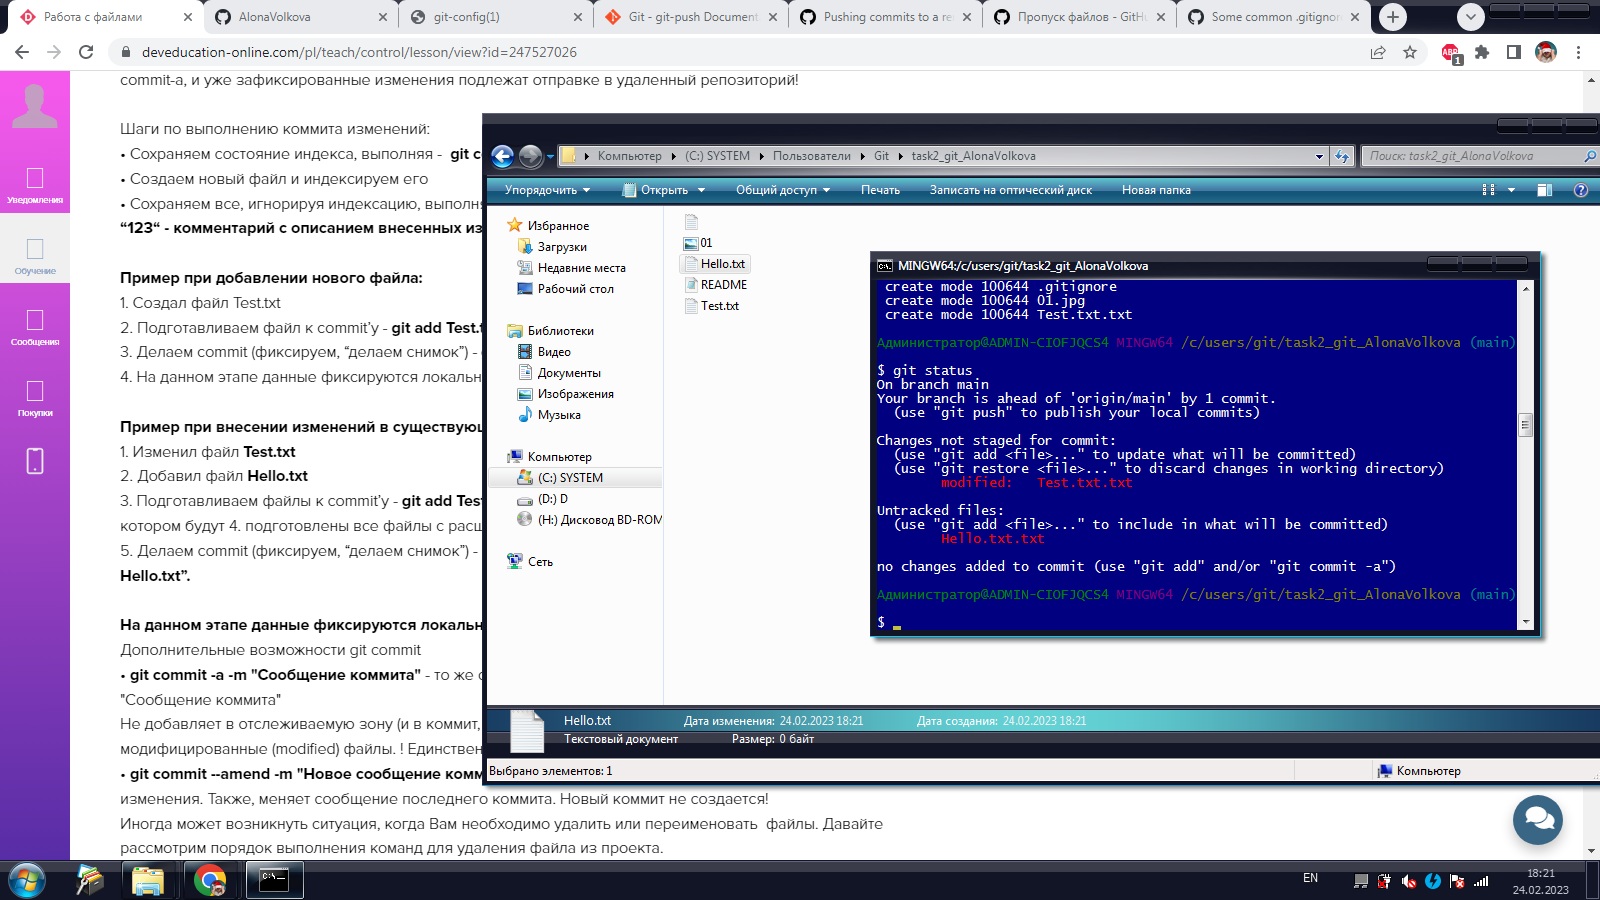 Работа с файлами
AlonaVolkova
git-config(1)
Git - git-push Document
Pushing commits to a re
Пропуск файлов - GitHu
Some common .gitignor
deveducation-online.com/pl/teach/control/lesson/view?id=247527026
ABP
1
commit-а, и уже зафиксированные изменения подлежат отправке в удаленный репозиторий!
Шаги по выполнению коммита изменений:
• Сохраняем состояние индекса, выполняя - git co
• Создаем новый файл и индексируем его
• Сохраняем все, игнорируя индексацию, выполня
“123“ - комментарий с описанием внесенных из
Пример при добавлении нового файла:
1. Создал файл Test.txt
2. Подготавливаем файл к commit’у - git add Test.t
3. Делаем commit (фиксируем, “делаем снимок”) -
4. На данном этапе данные фиксируются локальн
Пример при внесении изменений в существующ
1. Изменил файл Test.txt
2. Добавил файл Hello.txt
3. Подготавливаем файлы к commit’у - git add Test
котором будут 4. подготовлены все файлы с расш
5. Делаем commit (фиксируем, “делаем снимок”) -
Hello.txt”.
На данном этапе данные фиксируются локальн
Дополнительные возможности git commit
• git commit -a -m "Сообщение коммита" - то же с
"Сообщение коммита"
Не добавляет в отслеживаемую зону (и в коммит,
модифицированные (modified) файлы. ! Единствен
• git commit --amend -m "Новое сообщение комм
изменения. Также, меняет сообщение последнего коммита. Новый коммит не создается!
Иногда может возникнуть ситуация, когда Вам необходимо удалить или переименовать файлы. Давайте
рассмотрим порядок выполнения команд для удаления файла из проекта.
Уведомления
Обучение
Сообщения
Покупки
Компьютер
(C:) SYSTEM
Пользователи
Git
task2_git_AlonaVolkova
Поиск: task2_git_AlonaVolkova
Упорядочить
Открыть
Общий доступ
Печать
Записать на оптический диск
Новая папка
Избранное
Загрузки
Недавние места
Рабочий стол
Библиотеки
Видео
Документы
Изображения
Музыка
Компьютер
(C:) SYSTEM
(D:) D
(H:) Дисковод BD-ROM
Сеть
01
Hello.txt
README
Test.txt
MINGW64:/c/users/git/task2_git_AlonaVolkova
create mode 100644 .gitignore
create mode 100644 01.jpg
create mode 100644 Test.txt.txt
Администратор@ADMIN-CIOFJQCS4 MINGW64 /c/users/git/task2_git_AlonaVolkova (main)
$ git status
On branch main
Your branch is ahead of 'origin/main' by 1 commit.
(use "git push" to publish your local commits)
Changes not staged for commit:
(use "git add <file>..." to update what will be committed)
(use "git restore <file>..." to discard changes in working directory)
modified: Test.txt.txt
Untracked files:
(use "git add <file>..." to include in what will be committed)
Hello.txt.txt
no changes added to commit (use "git add" and/or "git commit -a")
Администратор@ADMIN-CIOFJQCS4 MINGW64 /c/users/git/task2_git_AlonaVolkova (main)
$
Hello.txt
Дата изменения: 24.02.2023 18:21
Дата создания: 24.02.2023 18:21
Текстовый документ
Размер: 0 байт
Выбрано элементов: 1
Компьютер
EN
18:21
24.02.2023